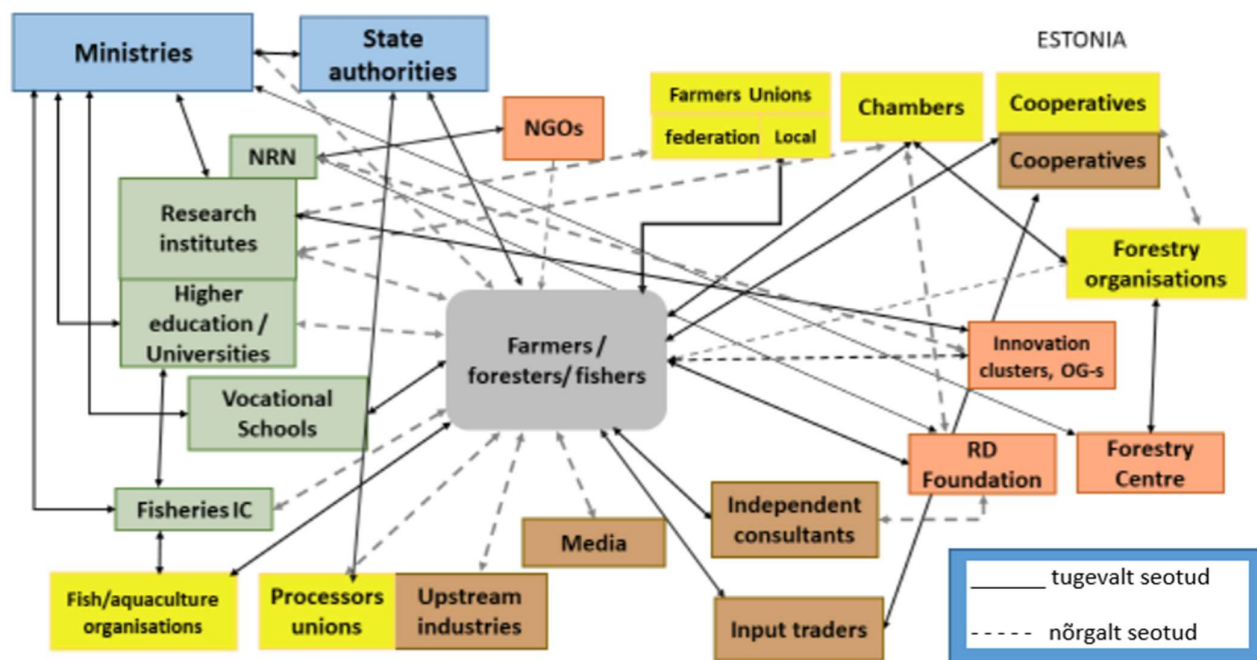 ESTONIA
Ministries
State
authorities
NGOs
Farmers Unions
federation
Local
Chambers
Cooperatives
Cooperatives
NRN
Research
institutes
Higher
education /
Universities
Vocational
Schools
Fisheries IC
Fish/aquaculture
organisations
Processors
unions
Upstream
industries
Media
Farmers /
foresters/ fishers
Independent
consultants
Input traders
RD
Foundation
Forestry
Centre
Innovation
clusters, OG-s
Forestry
organisations
tugevalt seotud
nõrgalt seotud